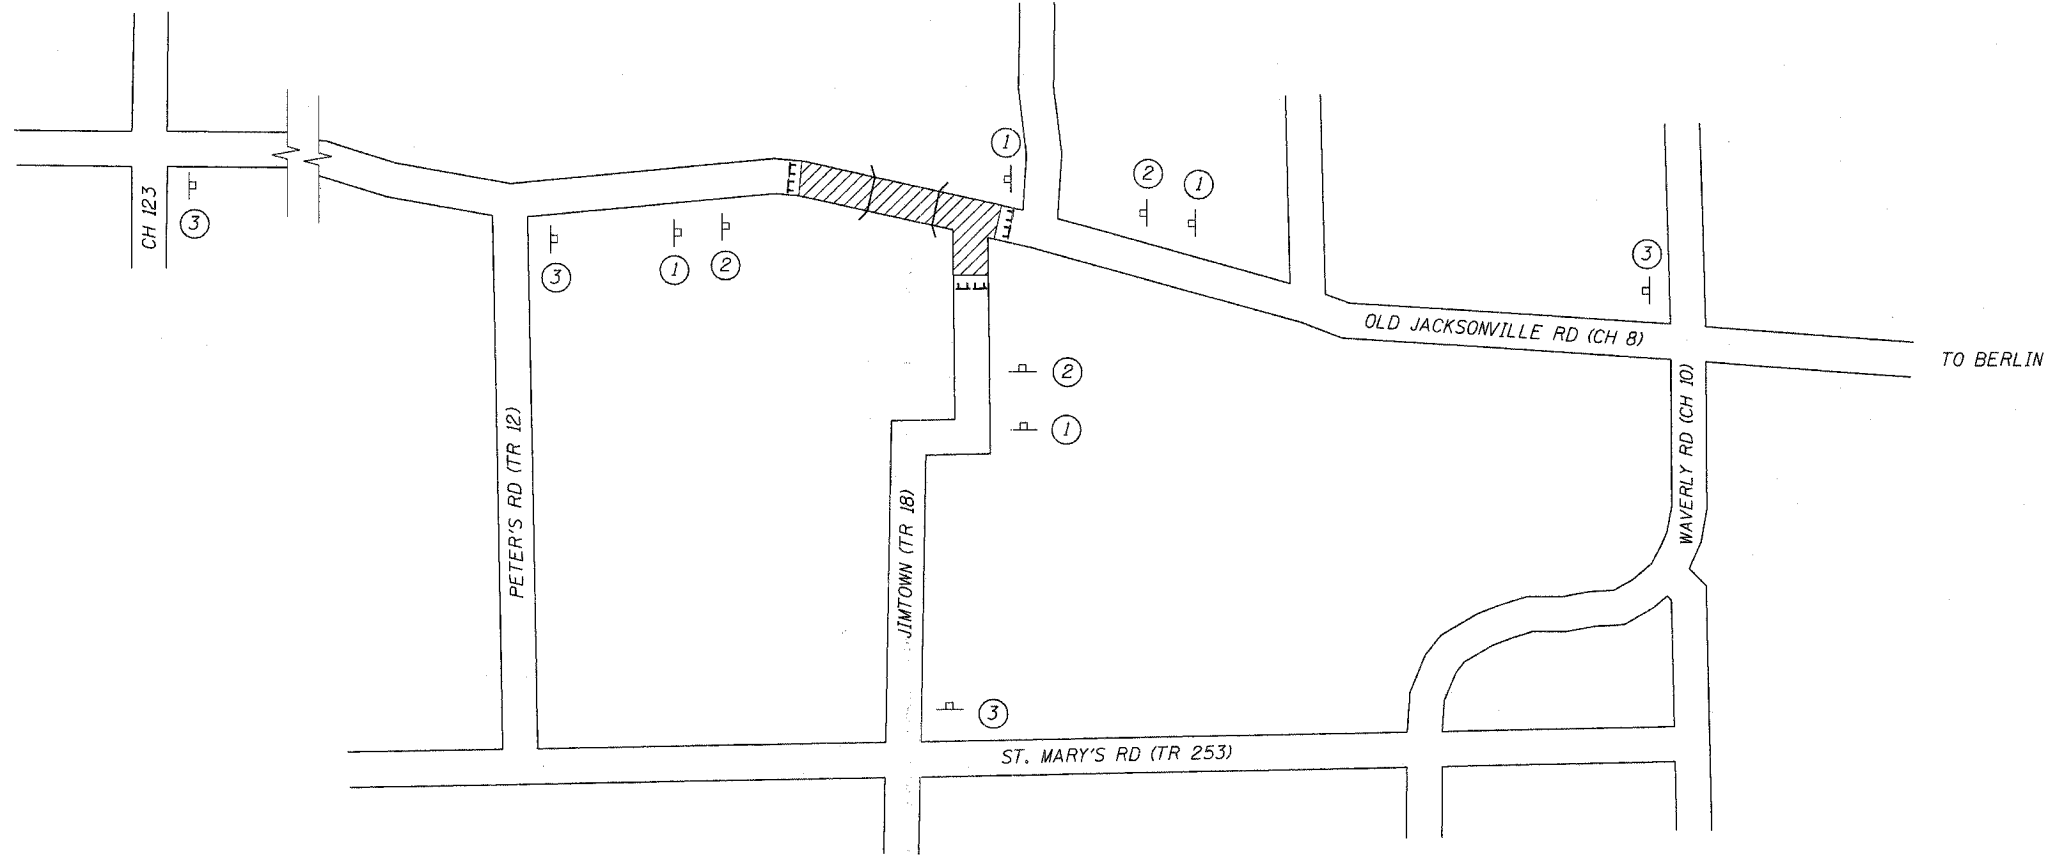 1
2
1
CH 123
3
3
3
1
2
OLD JACKSONVILLE RD (CH 8)
TO BERLIN
2
1
PETER'S RD (TR 12)
JIMTOWN (TR 18)
WAVERLY RD (CH 10)
3
ST. MARY'S RD (TR 253)